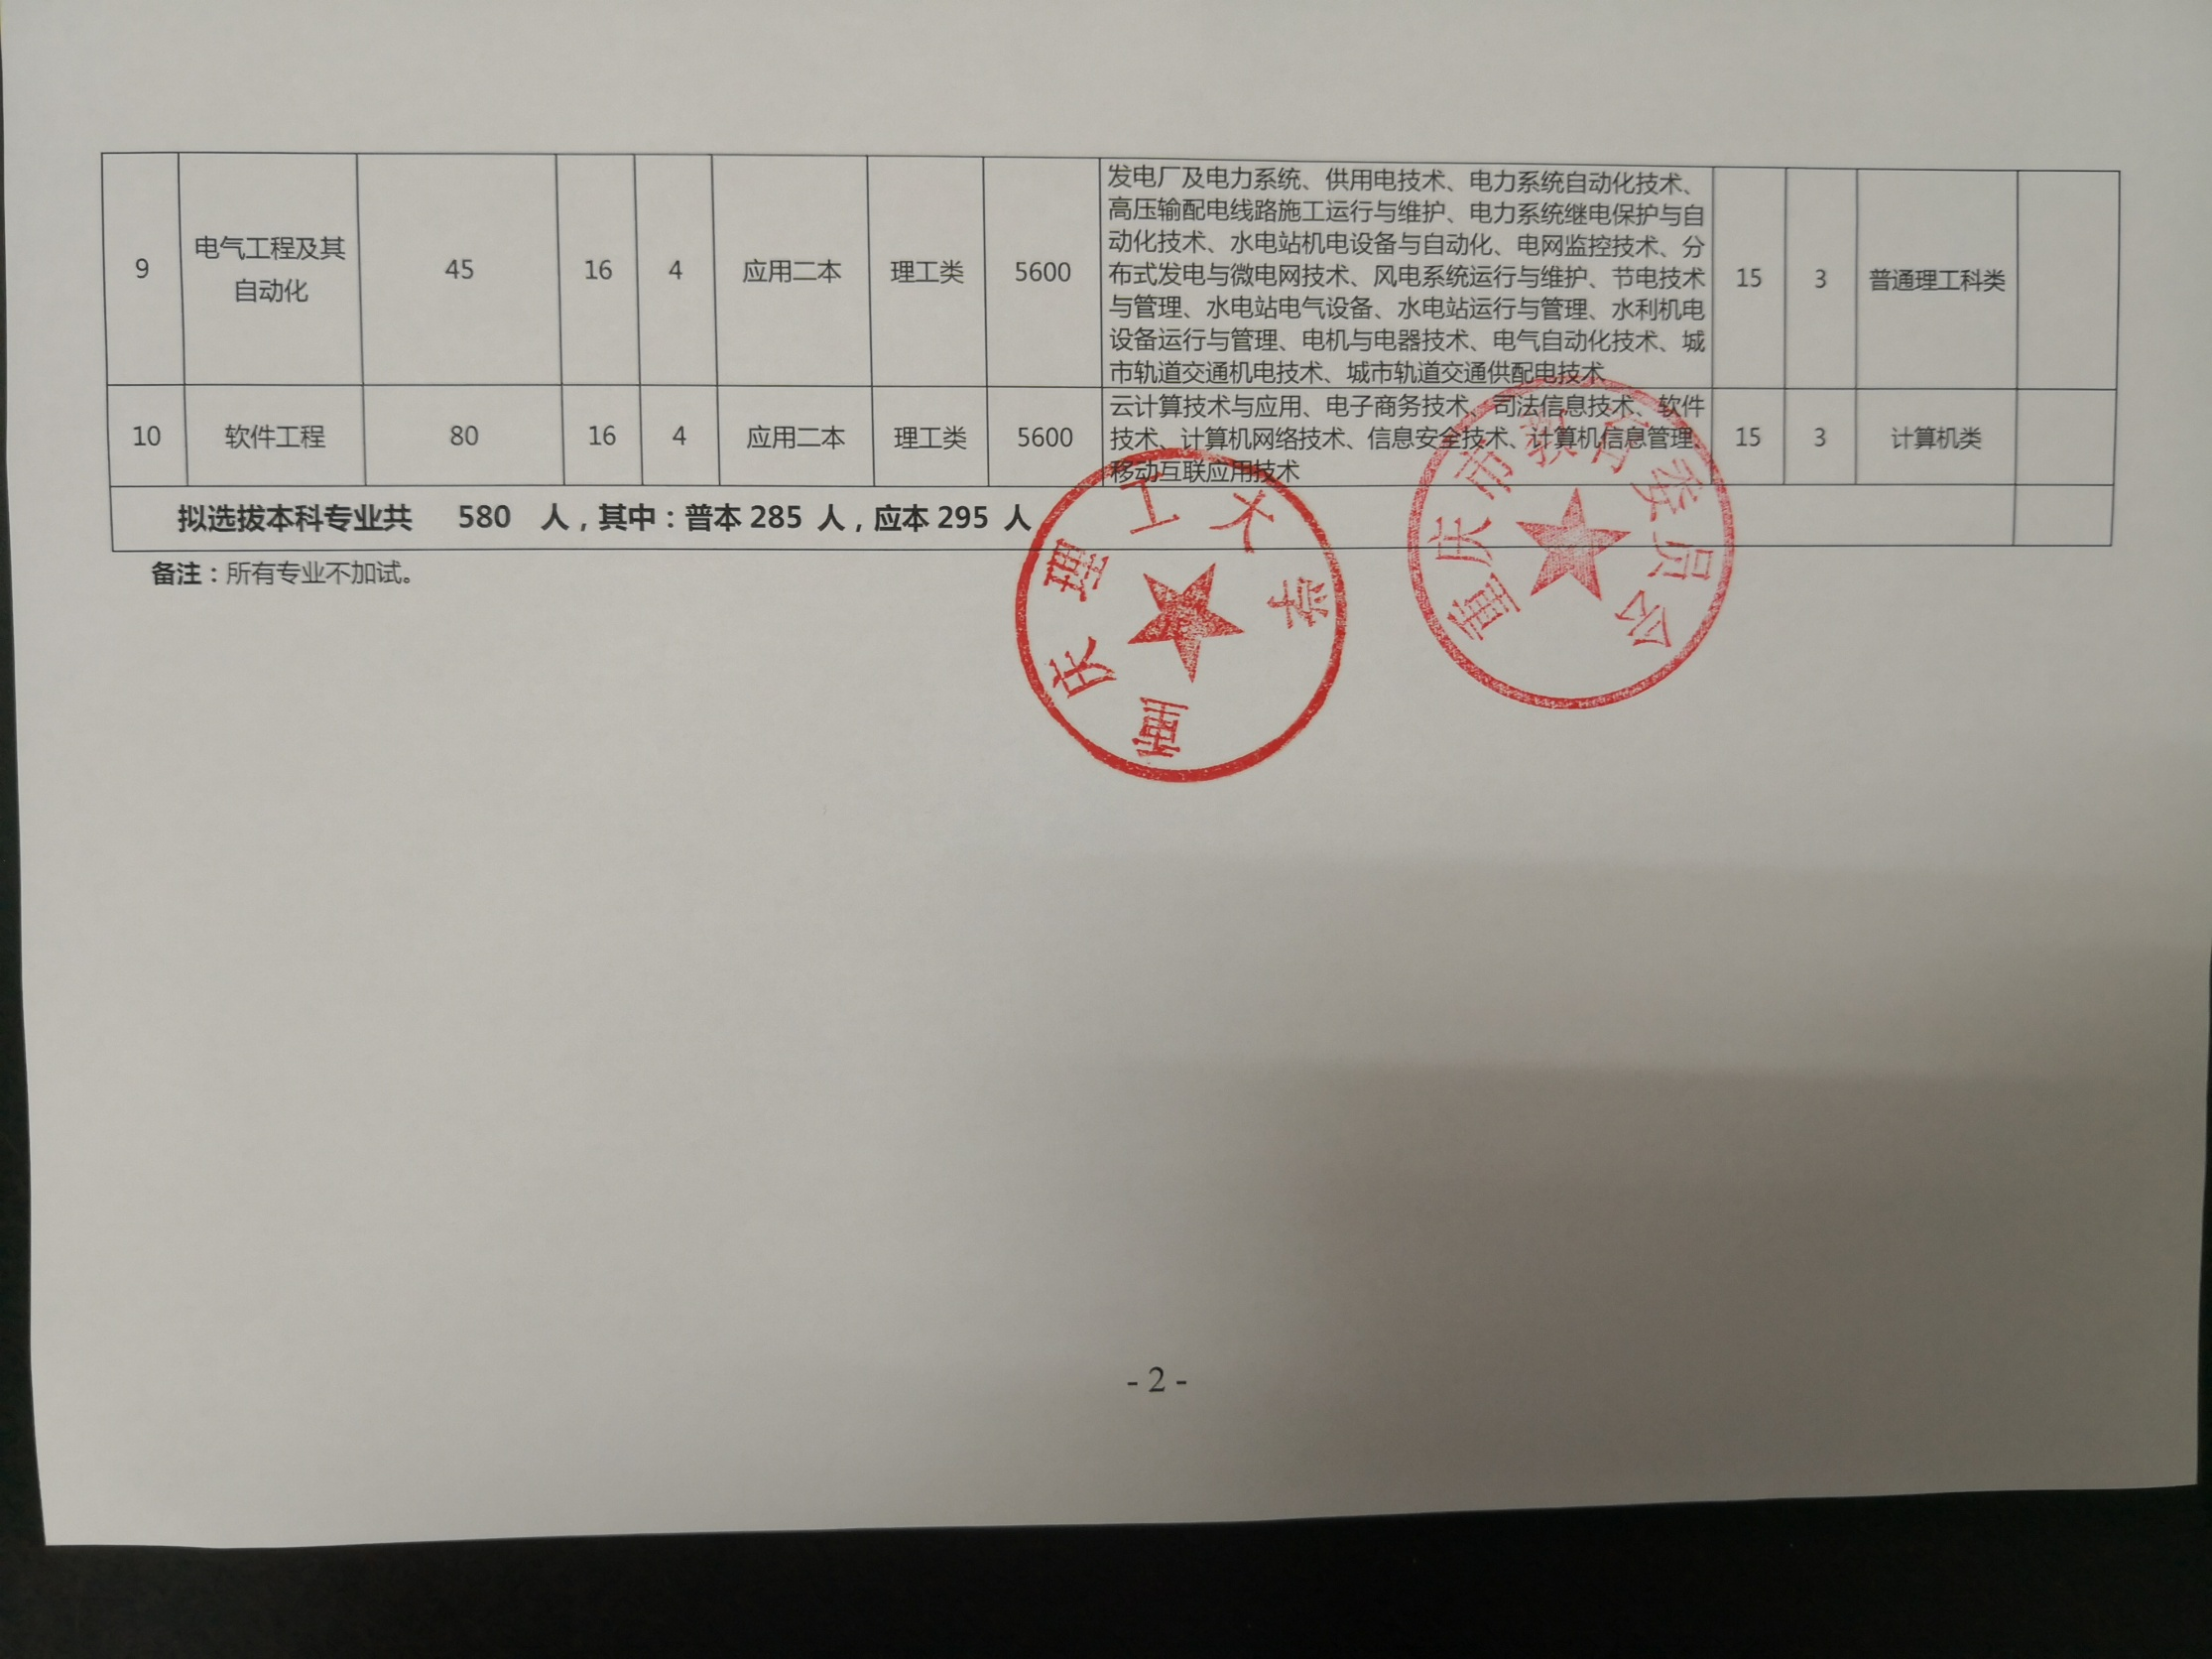 9 电气工程及其 45 16 4 应用二本 理工类 5600 发电厂及电力系统、供用电技术、电力系统自动化技术、 15 3 普通理工科类
自动化 高压输配电线路施工运行与维护、电力系统继电保护与自
动化技术、水电站机电设备与自动化、电网监控技术、分
布式发电与微电网技术、风电系统运行与维护、节电技术
与管理、水电站电气设备、水电站运行与管理、水利机电
设备运行与管理、电机与电器技术、电气自动化技术、城
市轨道交通机电技术、城市轨道交通供配电技术
10 软件工程 80 16 4 应用二本 理工类 5600 云计算技术与应用、电子商务技术、司法信息技术、软件 15 3 计算机类
技术、计算机网络技术、信息安全技术、计算机信息管理、
移动互联应用技术
拟选拔本科专业共 580 人，其中：普本 285 人，应本 295 人
备注：所有专业不加试。
重庆理工大学
重庆市教育委员会
- 2 -